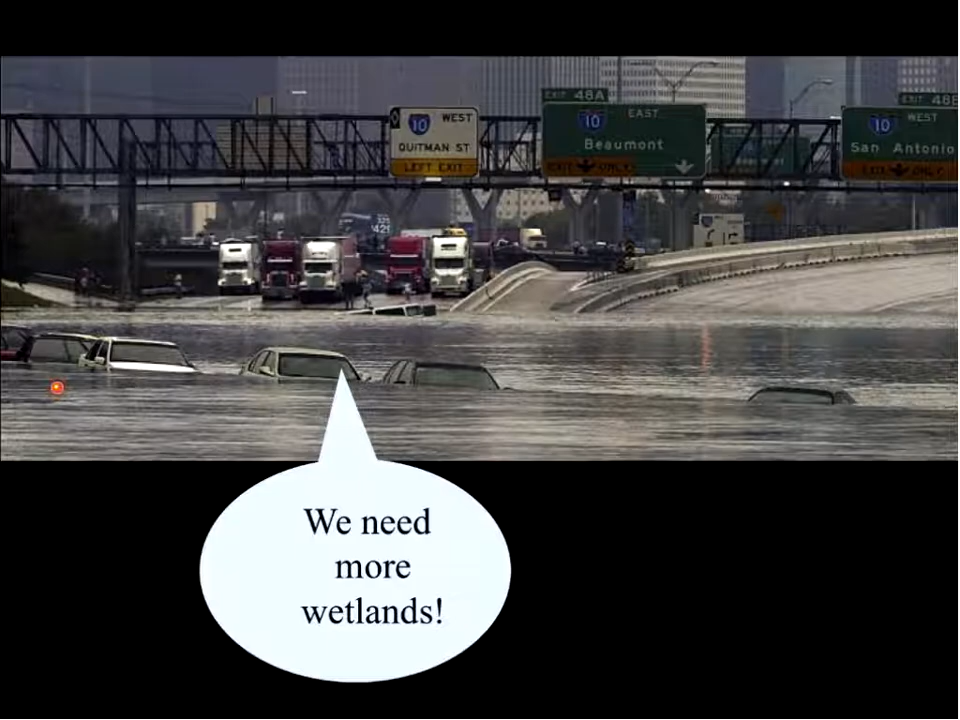 EXIT 48A
EXIT 48B
10 WEST
QUITMAN ST
LEFT EXIT
10 EAST
Beaumont
EXIT ONLY
10 WEST
San Antonio
EXIT ONLY
We need
more
wetlands!